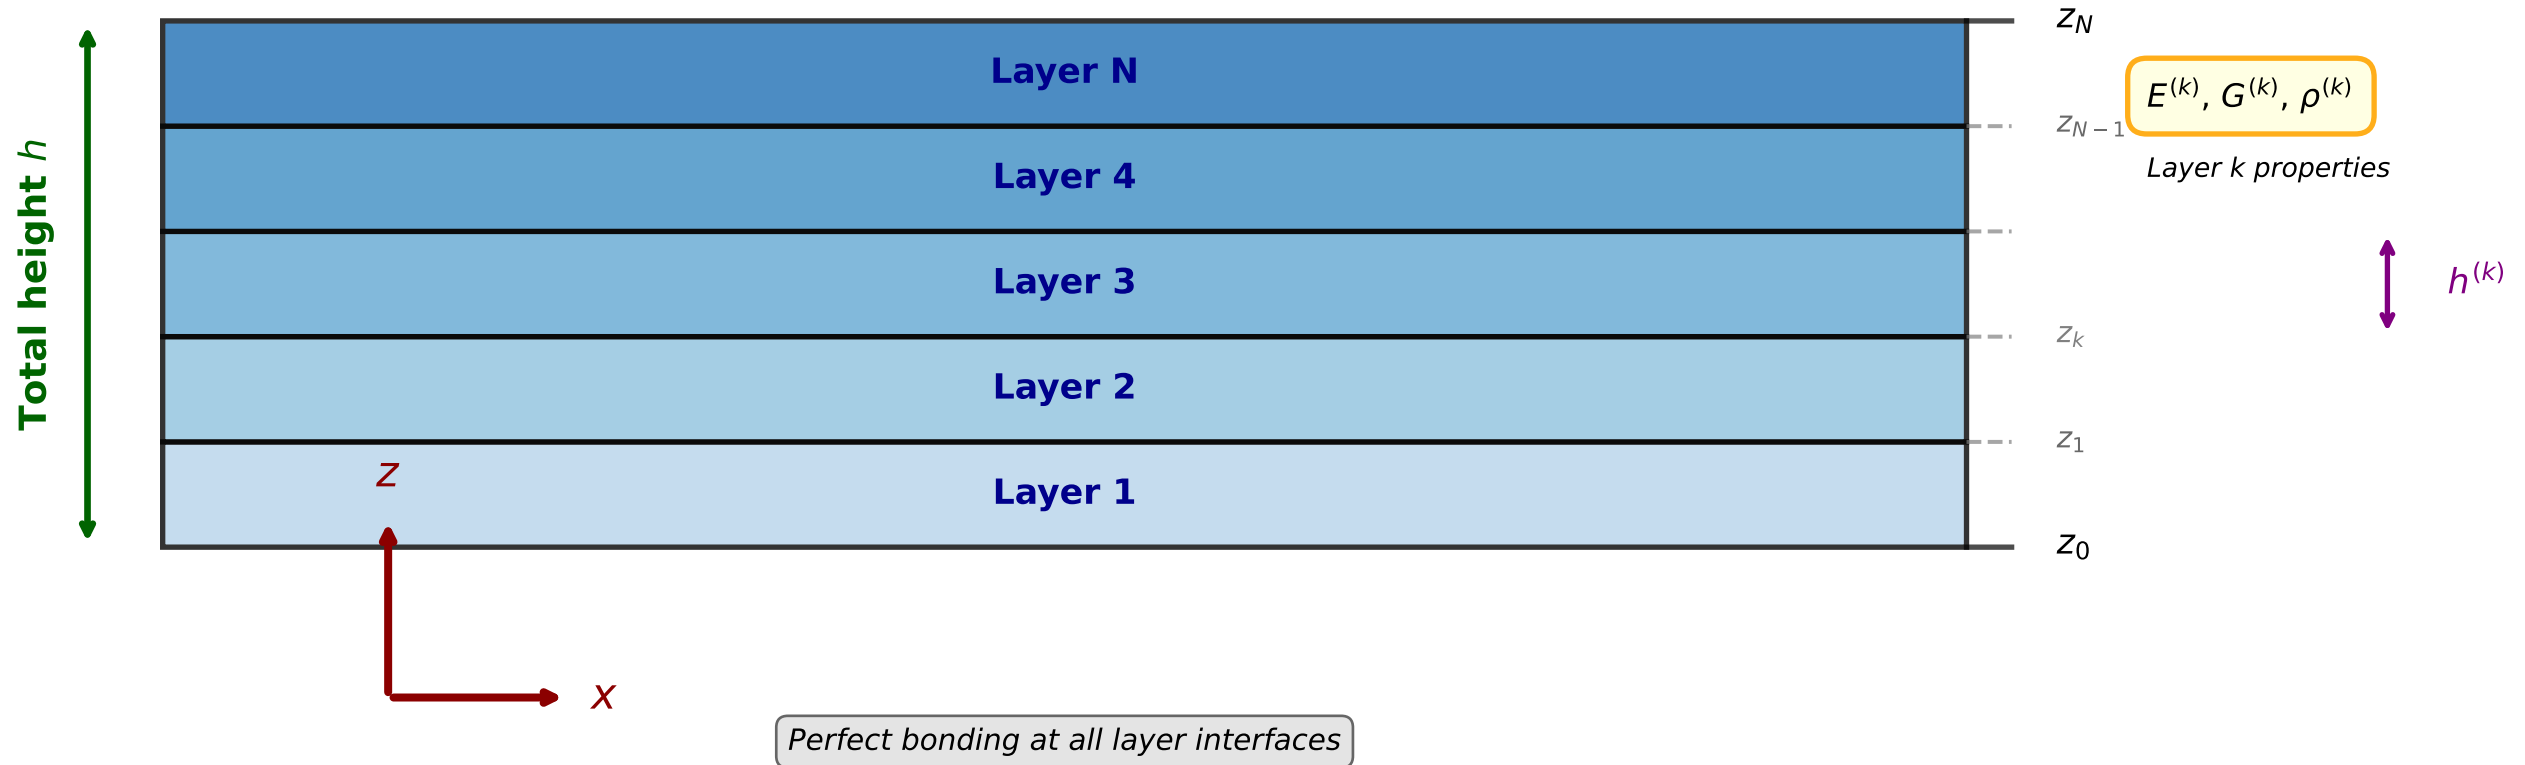 Total height h
Layer N
Layer 4
Layer 3
Layer 2
Layer 1
z
x
Perfect bonding at all layer interfaces
z_N
z_{N-1}
z_k
z_1
z_0
E^{(k)}, G^{(k)}, ρ^{(k)}
Layer k properties
h^{(k)}